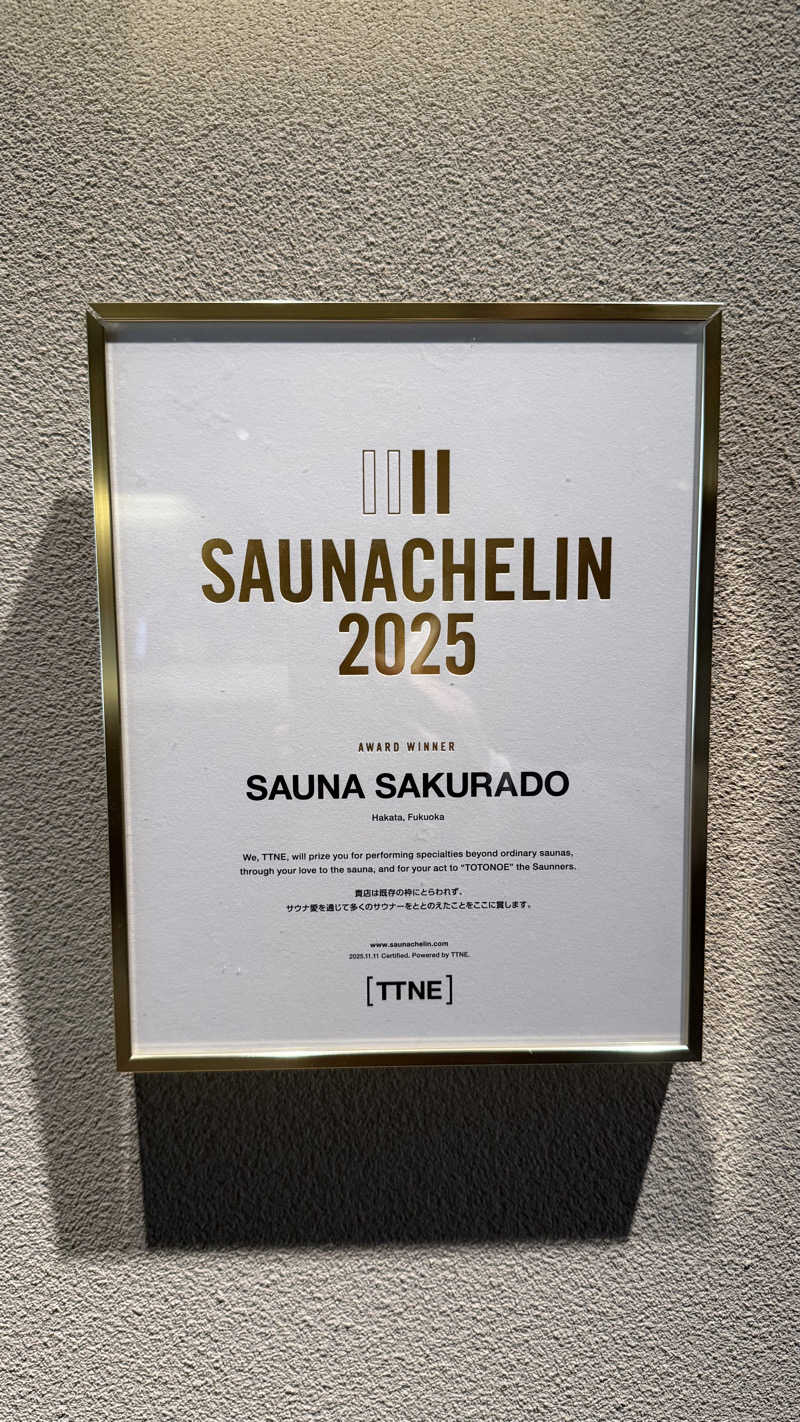 SAUNACHELIN
2025
AWARD WINNER
SAUNA SAKURADO
Hakata, Fukuoka
We, TTNE, will prize you for performing specialties beyond ordinary saunas,
through your love to the sauna, and for your act to “TOTONOE” the Saunners.
貴店は既存の枠にとらわれず、
サウナ愛を通じて多くのサウナーをととのえたことをここに賞します。
www.saunachelin.com
2025.11.11 Certified. Powered by TTNE.
[TTNE]